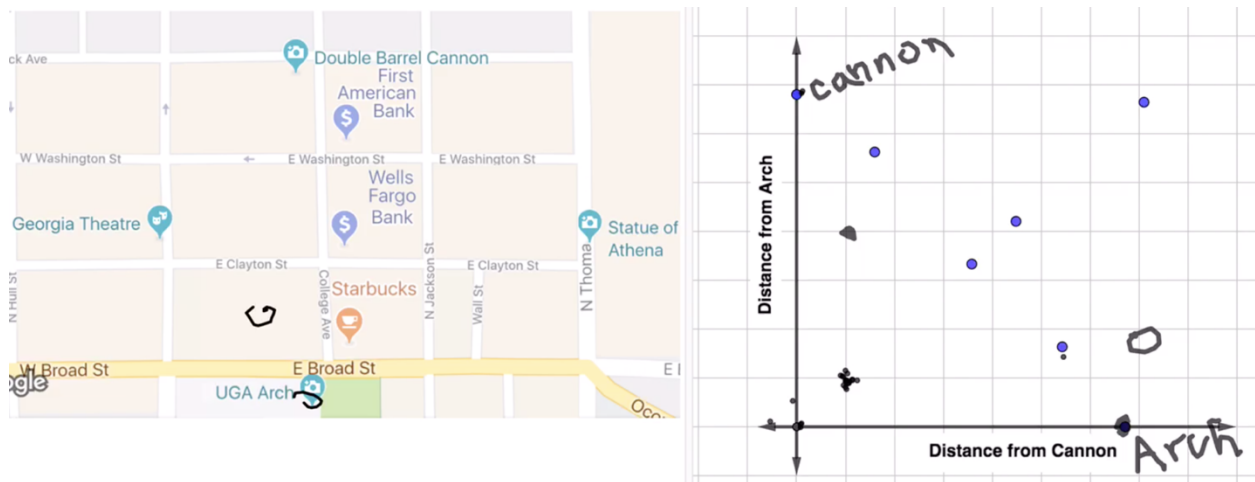 ck Ave
Double Barrel Cannon
First
American
Bank
W Washington St
E Washington St
E Washington St
Wells
Fargo
Bank
Georgia Theatre
Statue of
Athena
E Clayton St
E Clayton St
N Hull St
College Ave
N Jackson St
Wall St
N Thoma
Starbucks
W Broad St
E Broad St
E
ogle
UGA Arch
Oco
cannon
Distance from Arch
Distance from Cannon
Arch